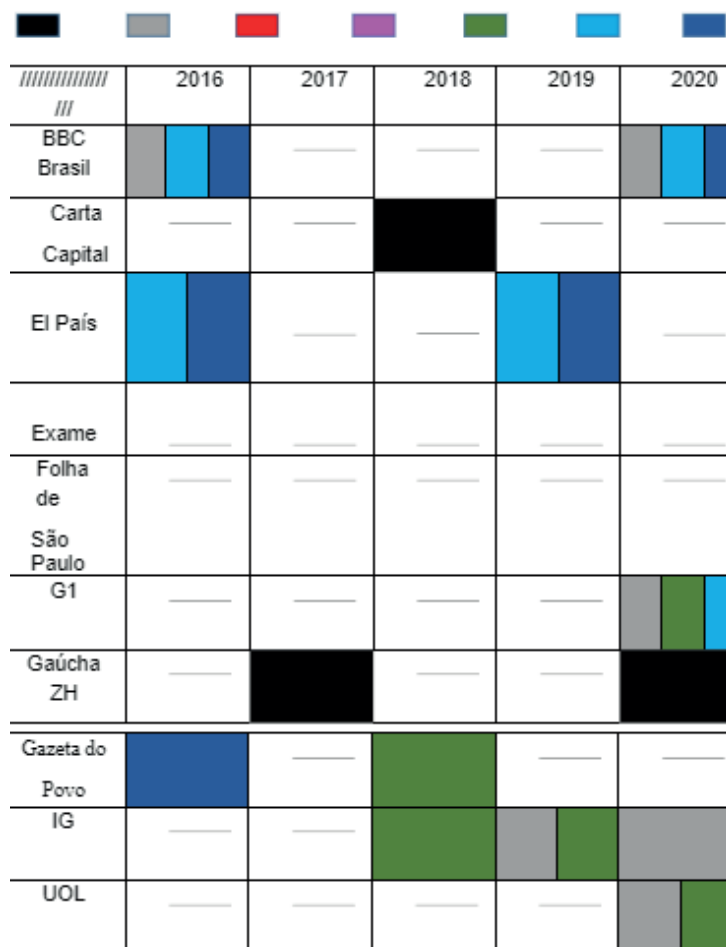 ////////////////
///
2016 2017 2018 2019 2020
BBC
Brasil
Carta
Capital
El País
Exame
Folha
de
São
Paulo
G1
Gaúcha
ZH
Gazeta do
Povo
IG
UOL